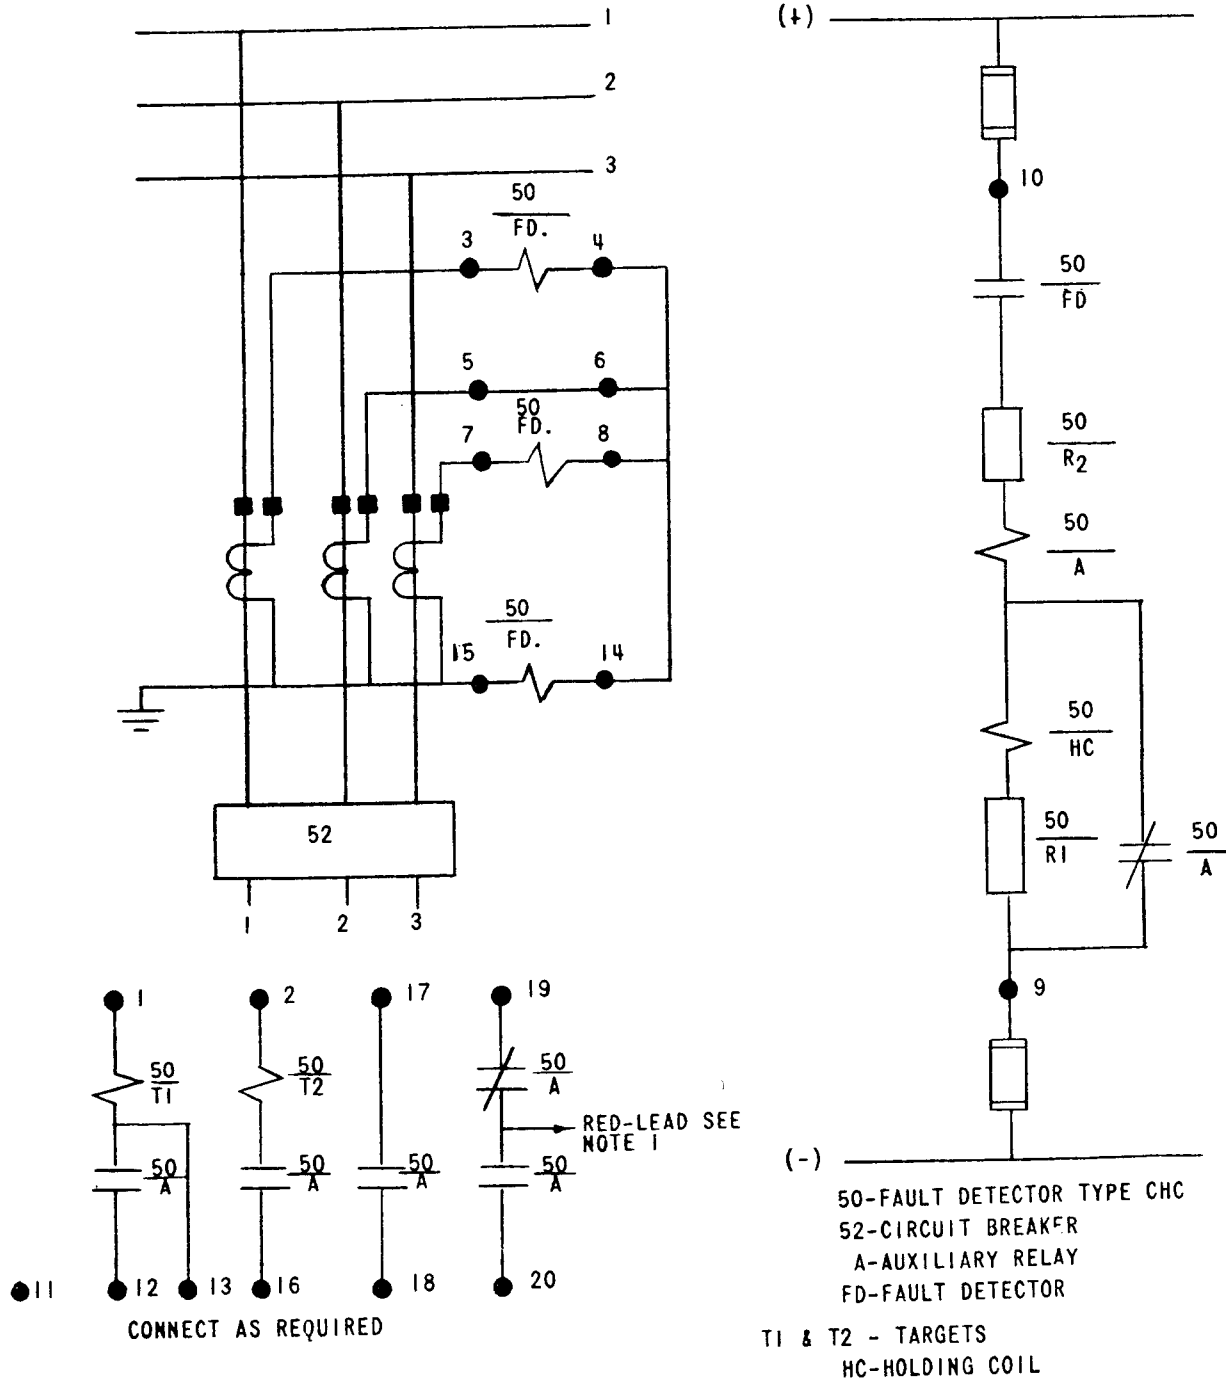 1
2
3
50
FD.
3
4
5
6
50
FD.
7
8
50
FD.
15
14
52
1
2
3
(+)
10
50
FD
50
R2
50
A
50
HC
50
R1
50
A
9
(-)
1
50
T1
50
A
2
50
T2
50
A
17
50
A
19
50
A
RED-LEAD SEE
NOTE 1
50
A
11
12
13
16
18
20
CONNECT AS REQUIRED
50-FAULT DETECTOR TYPE CHC
52-CIRCUIT BREAKER
A-AUXILIARY RELAY
FD-FAULT DETECTOR
T1 & T2 - TARGETS
HC-HOLDING COIL